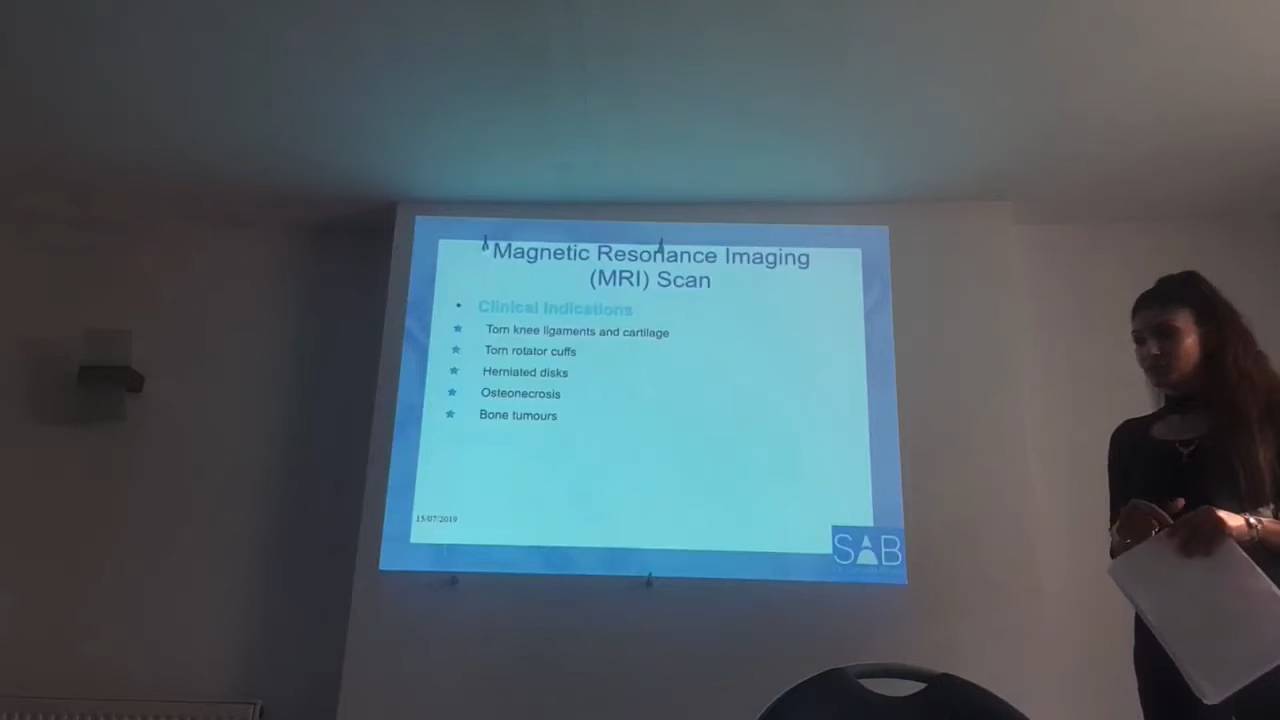 Magnetic Resonance Imaging
(MRI) Scan
• Clinical Indications
Torn knee ligaments and cartilage
Torn rotator cuffs
Herniated disks
Osteonecrosis
Bone tumours
15/07/2019
SAB